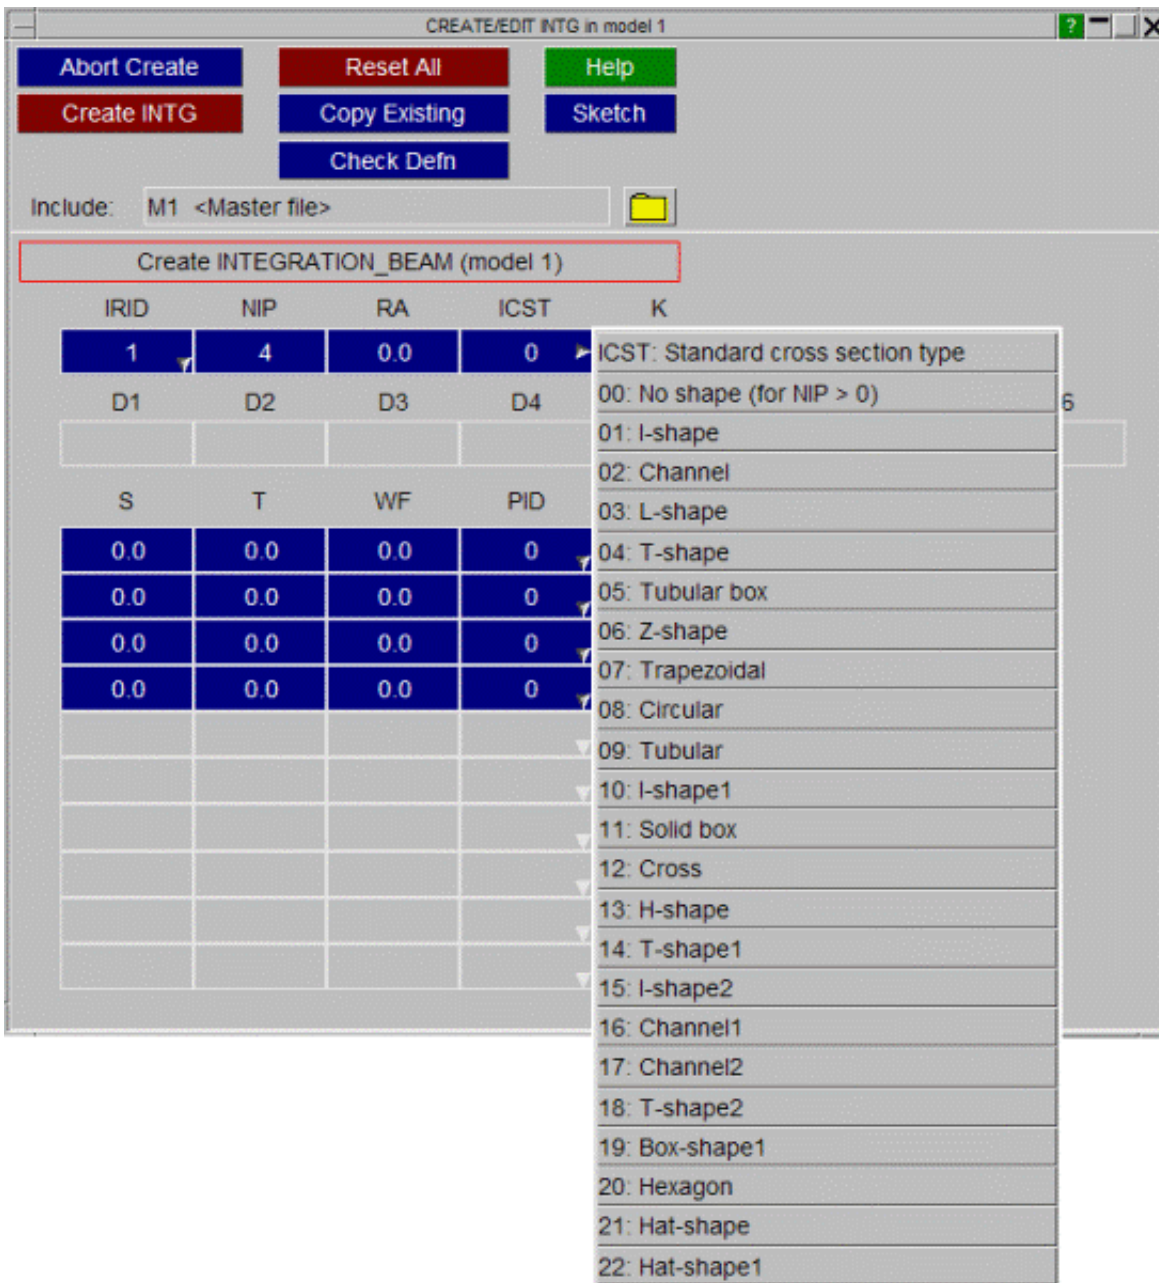 CREATE/EDIT INTG in model 1
?
Abort Create Reset All Help
Create INTG Copy Existing Sketch
Check Defn
Include: M1 <Master file>
Create INTEGRATION_BEAM (model 1)
IRID NIP RA ICST K
1 4 0.0 0
D1 D2 D3 D4 6
S T WF PID
0.0 0.0 0.0 0
0.0 0.0 0.0 0
0.0 0.0 0.0 0
0.0 0.0 0.0 0
ICST: Standard cross section type
00: No shape (for NIP > 0)
01: I-shape
02: Channel
03: L-shape
04: T-shape
05: Tubular box
06: Z-shape
07: Trapezoidal
08: Circular
09: Tubular
10: I-shape1
11: Solid box
12: Cross
13: H-shape
14: T-shape1
15: I-shape2
16: Channel1
17: Channel2
18: T-shape2
19: Box-shape1
20: Hexagon
21: Hat-shape
22: Hat-shape1